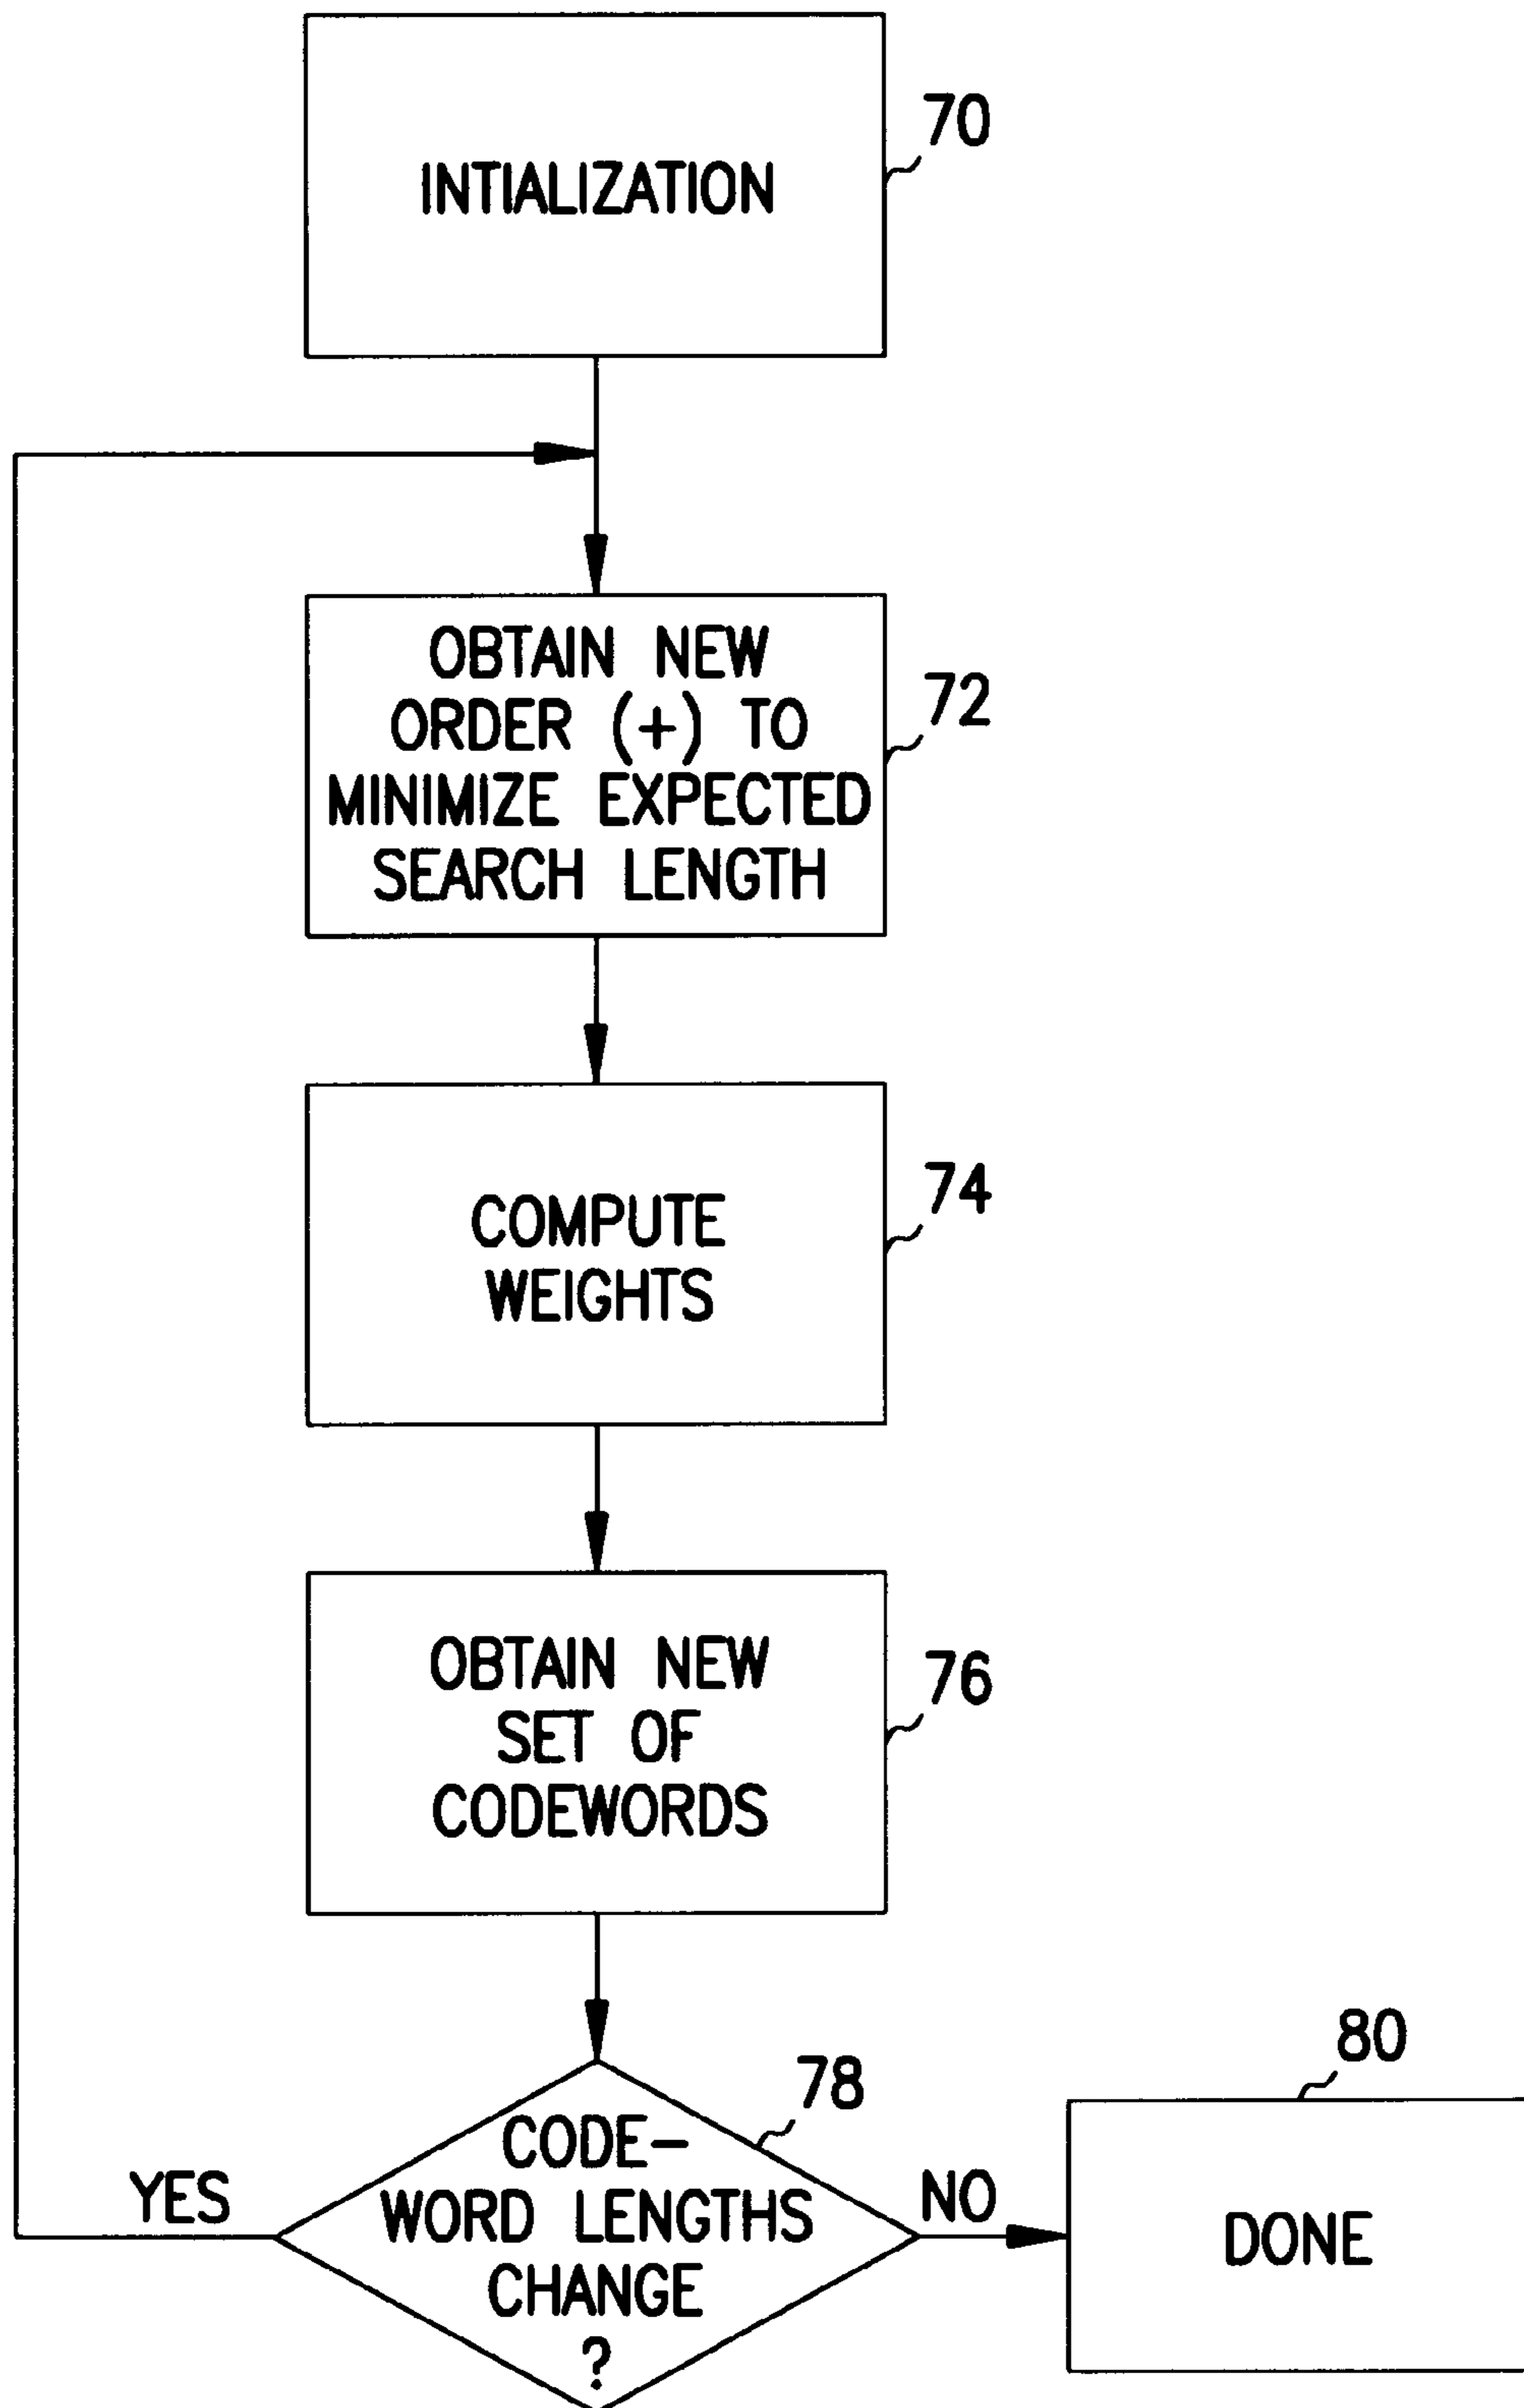 INTIALIZATION
70
OBTAIN NEW
ORDER (+) TO
MINIMIZE EXPECTED
SEARCH LENGTH
72
COMPUTE
WEIGHTS
74
OBTAIN NEW
SET OF
CODEWORDS
76
CODE-
WORD LENGTHS
CHANGE
?
78
YES
NO
DONE
80